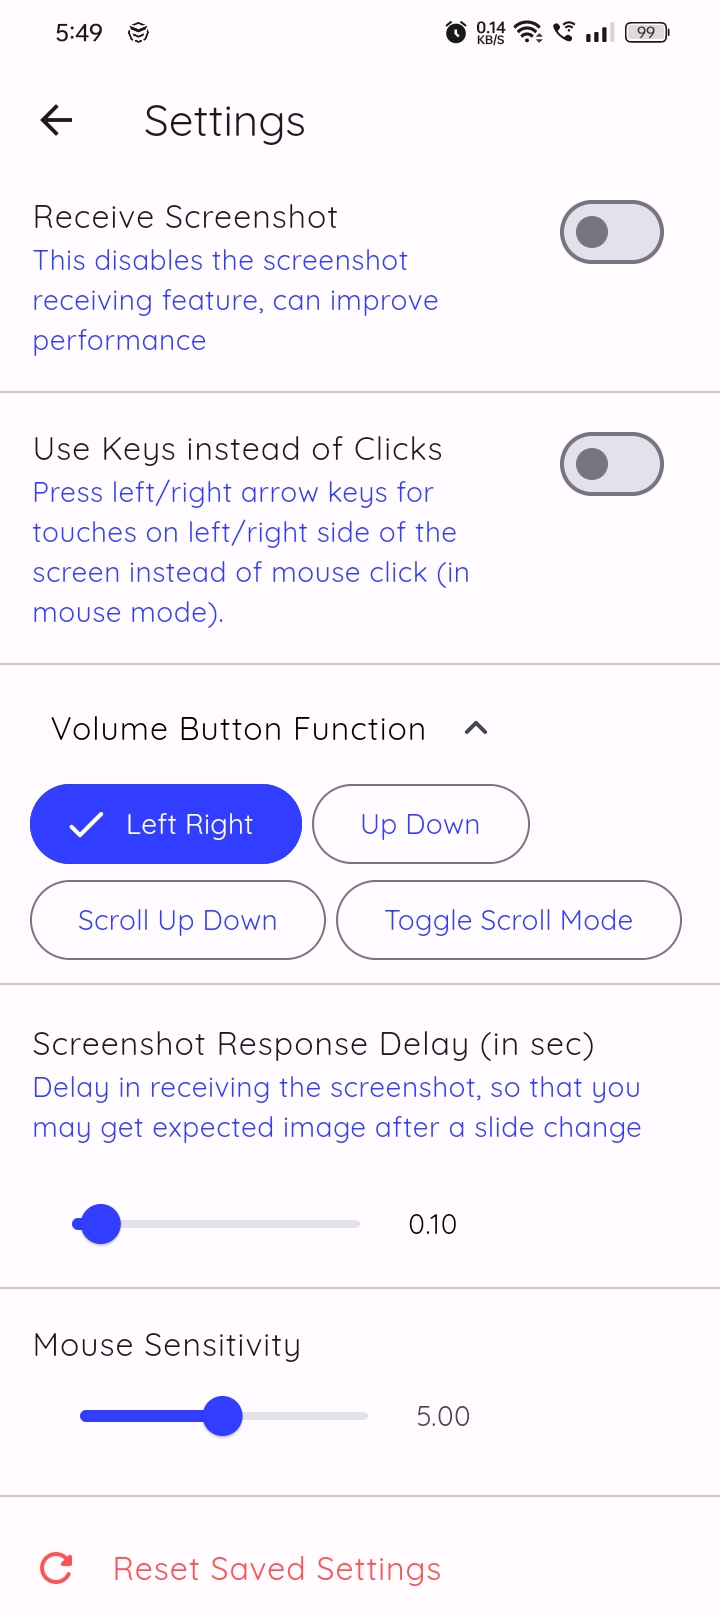 5:49
0.14
KB/S
99
Settings
Receive Screenshot
This disables the screenshot
receiving feature, can improve
performance
Use Keys instead of Clicks
Press left/right arrow keys for
touches on left/right side of the
screen instead of mouse click (in
mouse mode).
Volume Button Function
Left Right
Up Down
Scroll Up Down
Toggle Scroll Mode
Screenshot Response Delay (in sec)
Delay in receiving the screenshot, so that you
may get expected image after a slide change
0.10
Mouse Sensitivity
5.00
Reset Saved Settings